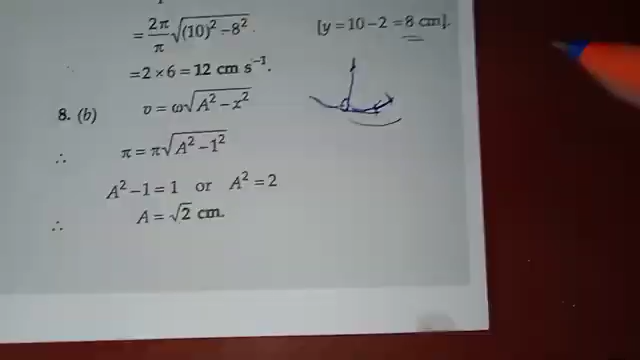 = 2π/π √(10)² – 8² [y = 10 – 2 = 8 cm].
= 2 × 6 = 12 cm s⁻¹.
8. (b) υ = ω√A² – x²
∴ π = π√A² – 1²
A² – 1 = 1 or A² = 2
∴ A = √2 cm.